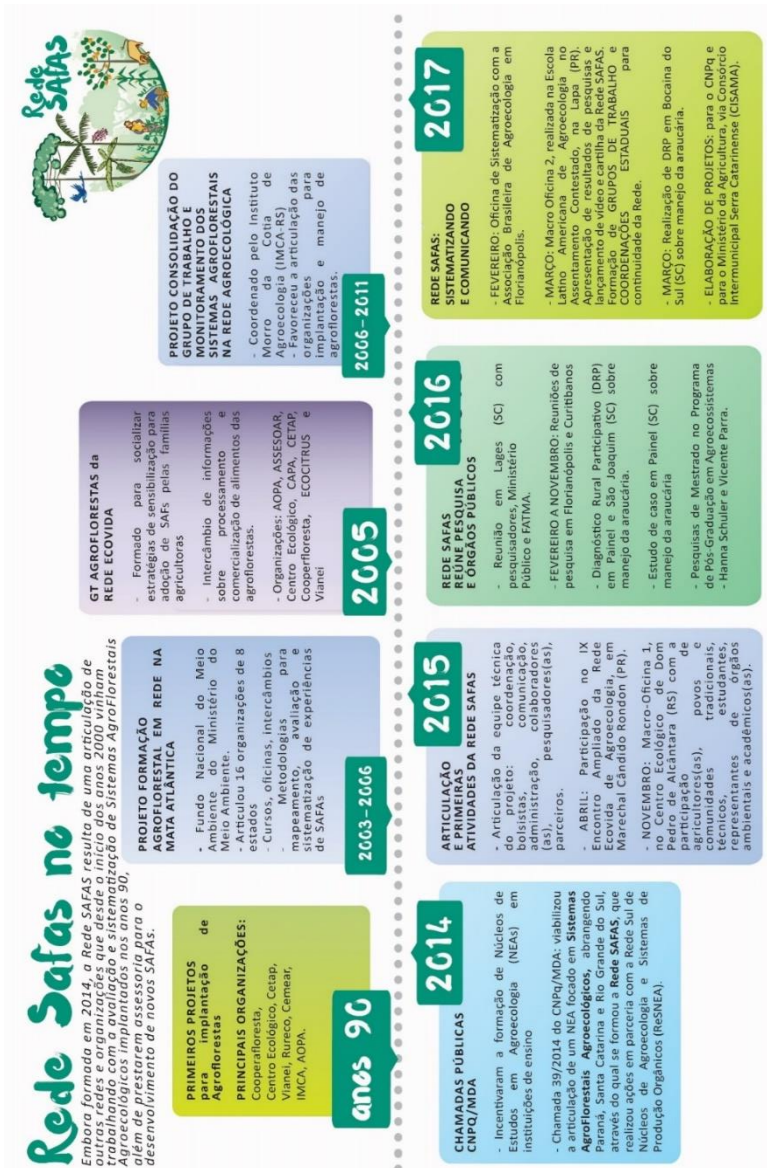 Rede Safas no tempo
Embora formada em 2014, a Rede SAFAS resulta de uma articulação de
outras redes e organizações que desde o início dos anos 2000 vinham
trabalhando com a avaliação e sistematização de Sistemas AgroFlorestais
Agroecológicos implantados nos anos 90,
além de prestarem assessoria para o
desenvolvimento de novos SAFAs.
Rede
SAFAS
PRIMEIROS PROJETOS
para implantação de
Agroflorestas
PRINCIPAIS ORGANIZAÇÕES:
Cooperafloresta,
Centro Ecológico, Cetap,
Vianei, Rureco, Cemear,
IMCA, AOPA.
anos 90
PROJETO FORMAÇÃO
AGROFLORESTAL EM REDE NA
MATA ATLÂNTICA
- Fundo Nacional do Meio
Ambiente do Ministério do
Meio Ambiente.
- Articulou 16 organizações de 8
estados
- Cursos, oficinas, intercâmbios
- Metodologias para
mapeamento, avaliação e
sistematização de experiências
de SAFAs
2003-2006
GT AGROFLORESTAS da
REDE ECOVIDA
- Formado para socializar
estratégias de sensibilização para
adoção de SAFs pelas famílias
agricultoras
- Intercâmbio de informações
sobre processamento e
comercialização de alimentos das
agroflorestas.
- Organizações: AOPA, ASSESOAR,
Centro Ecológico, CAPA, CETAP,
Cooperfloresta, ECOCITRUS e
Vianei
2005
PROJETO CONSOLIDAÇÃO DO
GRUPO DE TRABALHO E
MONITORAMENTO DOS
SISTEMAS AGROFLORESTAIS
NA REDE AGROECOLÓGICA
- Coordenado pelo Instituto
Morro da Cotia de
Agroecologia (IMCA-RS)
- Favoreceu a articulação das
organizações para
implantação e manejo de
agroflorestas.
2006-2011
2014
CHAMADAS PÚBLICAS
CNPQ/MDA
- Incentivaram a formação de Núcleos de
Estudos em Agroecologia (NEAs) em
instituições de ensino
- Chamada 39/2014 do CNPq/MDA: viabilizou
a articulação de um NEA focado em Sistemas
AgroFlorestais Agroecológicos, abrangendo
Paraná, Santa Catarina e Rio Grande do Sul,
através do qual se formou a Rede SAFAS, que
realizou ações em parceria com a Rede Sul de
Núcleos de Agroecologia e Sistemas de
Produção Orgânicos (ReSNEA).
2015
ARTICULAÇÃO
E PRIMEIRAS
ATIVIDADES DA REDE SAFAS
- Articulação da equipe técnica
do projeto: coordenação,
bolsistas, comunicação,
administração, colaboradores
(as), pesquisadores(as),
parceiros.
- ABRIL: Participação no IX
Encontro Ampliado da Rede
Ecovida de Agroecologia, em
Marechal Cândido Rondon (PR).
- NOVEMBRO: Macro-Oficina 1,
no Centro Ecológico de Dom
Pedro de Alcântara (RS) com a
participação de
agricultores(as), povos e
comunidades tradicionais,
técnicos, estudantes,
representantes de órgãos
ambientais e acadêmicos(as).
2016
REDE SAFAS
REÚNE PESQUISA
E ÓRGÃOS PÚBLICOS
- Reunião em Lages (SC) com
pesquisadores, Ministério
Público e FATMA.
- FEVEREIRO A NOVEMBRO: Reuniões de
pesquisa em Florianópolis e Curitibanos
- Diagnóstico Rural Participativo (DRP)
em Painel e São Joaquim (SC) sobre
manejo da araucária.
- Estudo de caso em Painel (SC) sobre
manejo da araucária
- Pesquisas de Mestrado no Programa
de Pós-Graduação em Agroecossistemas
- Hanna Schuler e Vicente Parra.
2017
REDE SAFAS:
SISTEMATIZANDO
E COMUNICANDO
- FEVEREIRO: Oficina de Sistematização com a
Associação Brasileira de Agroecologia em
Florianópolis.
- MARÇO: Macro Oficina 2, realizada na Escola
Latino Americana de Agroecologia no
Assentamento Contestado, na Lapa (PR).
Apresentação de resultados de pesquisas e
lançamento de vídeo e cartilha da Rede SAFAS.
Formação de GRUPOS DE TRABALHO e
COORDENAÇÕES ESTADUAIS para
continuidade da Rede.
- MARÇO: Realização de DRP em Bocaina do
Sul (SC) sobre manejo da araucária.
- ELABORAÇÃO DE PROJETOS: para o CNPq e
para o Ministério da Agricultura, via Consórcio
Intermunicipal Serra Catarinense (CISAMA).